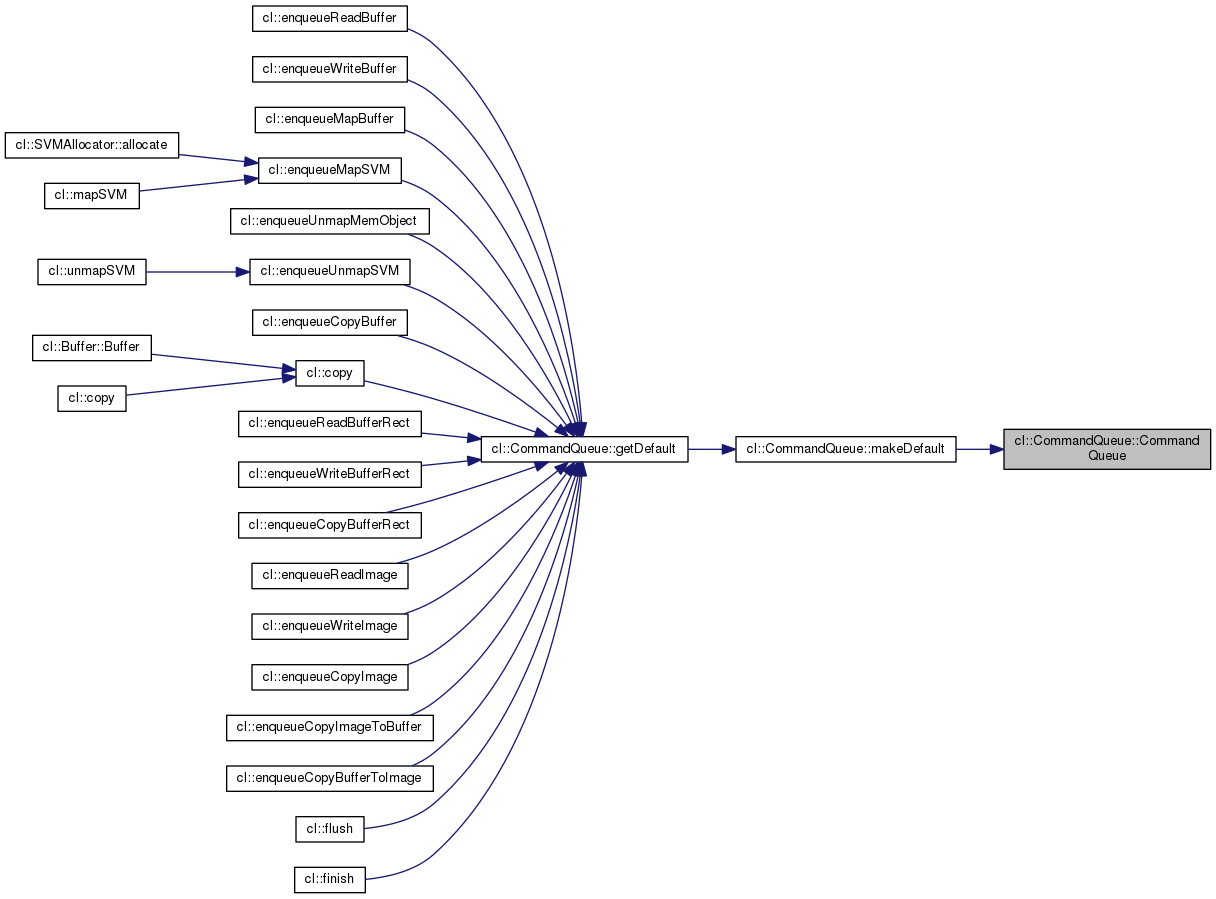 cl::enqueueReadBuffer
cl::enqueueWriteBuffer
cl::enqueueMapBuffer
cl::SVMAllocator::allocate
cl::enqueueMapSVM
cl::mapSVM
cl::enqueueUnmapMemObject
cl::unmapSVM
cl::enqueueUnmapSVM
cl::enqueueCopyBuffer
cl::Buffer::Buffer
cl::copy
cl::copy
cl::enqueueReadBufferRect
cl::CommandQueue::getDefault
cl::CommandQueue::makeDefault
cl::CommandQueue::Command
Queue
cl::enqueueWriteBufferRect
cl::enqueueCopyBufferRect
cl::enqueueReadImage
cl::enqueueWriteImage
cl::enqueueCopyImage
cl::enqueueCopyImageToBuffer
cl::enqueueCopyBufferToImage
cl::flush
cl::finish